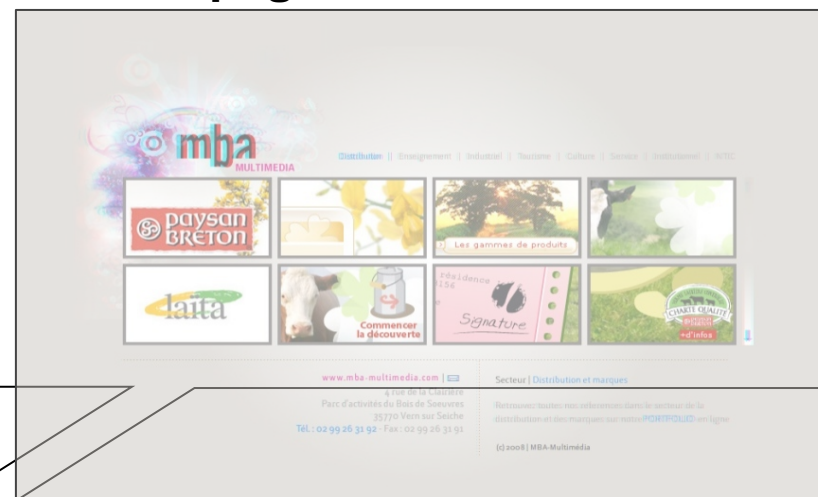 mba
MULTIMEDIA
Distribution || Enseignement | Industriel | Tourisme | Culture | Service | Institutionnel | NTIC
paysan
BRETON
Les gammes de produits
laïta
Commencer
la découverte
résidence
Signature
CHARTE QUALITÉ
+d'infos
www.mba-multimedia.com |
4 rue de la Clairière
Parc d'activités du Bois de Soeuvres
35770 Vern sur Seiche
Tél. : 02 99 26 31 92 - Fax : 02 99 26 31 91
Secteur | Distribution et marques
Retrouvez toutes nos références dans le secteur de la
distribution et des marques sur notre PORTFOLIO en ligne
(c) 2008 | MBA-Multimédia